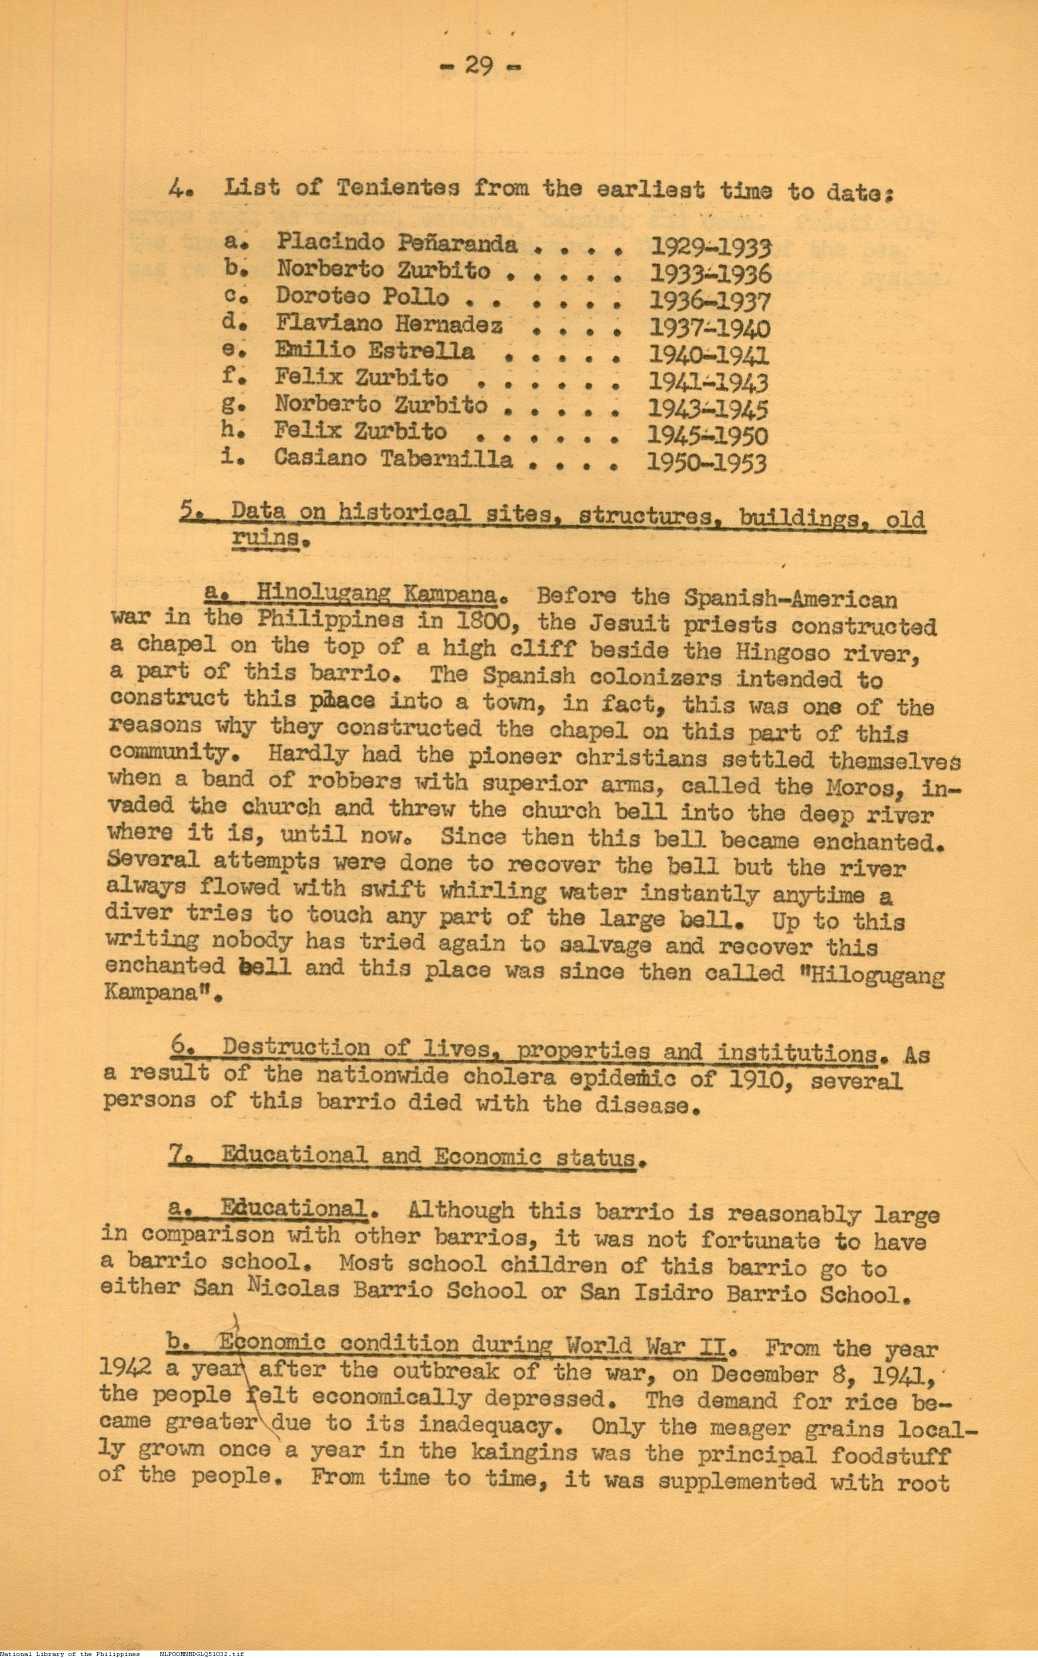 - 29 -
4. List of Tenientes from the earliest time to date:
a. Placindo Peñaranda . . . . 1929-1933
b. Norberto Zurbito . . . . . 1933-1936
c. Doroteo Pollo . . . . . . 1936-1937
d. Flaviano Hernadez . . . . 1937-1940
e. Emilio Estrella . . . . . 1940-1941
f. Felix Zurbito . . . . . . 1941-1943
g. Norberto Zurbito . . . . . 1943-1945
h. Felix Zurbito . . . . . . 1945-1950
i. Casiano Tabernilla . . . . 1950-1953
5. Data on historical sites, structures, buildings, old
ruins.
a. Hinolugang Kampana. Before the Spanish-American
war in the Philippines in 1800, the Jesuit priests constructed
a chapel on the top of a high cliff beside the Hingoso river,
a part of this barrio. The Spanish colonizers intended to
construct this place into a town, in fact, this was one of the
reasons why they constructed the chapel on this part of this
community. Hardly had the pioneer christians settled themselves
when a band of robbers with superior arms, called the Moros, in-
vaded the church and threw the church bell into the deep river
where it is, until now. Since then this bell became enchanted.
Several attempts were done to recover the bell but the river
always flowed with swift whirling water instantly anytime a
diver tries to touch any part of the large bell. Up to this
writing nobody has tried again to salvage and recover this
enchanted bell and this place was since then called "Hilogugang
Kampana".
6. Destruction of lives, properties and institutions. As
a result of the nationwide cholera epidemic of 1910, several
persons of this barrio died with the disease.
7. Educational and Economic status.
a. Educational. Although this barrio is reasonably large
in comparison with other barrios, it was not fortunate to have
a barrio school. Most school children of this barrio go to
either San Nicolas Barrio School or San Isidro Barrio School.
b. Economic condition during World War II. From the year
1942 a year after the outbreak of the war, on December 8, 1941,
the people felt economically depressed. The demand for rice be-
came greater due to its inadequacy. Only the meager grains local-
ly grown once a year in the kaingins was the principal foodstuff
of the people. From time to time, it was supplemented with root
National Library of the Philippines NLPOOMNBDGLQ51032.tif